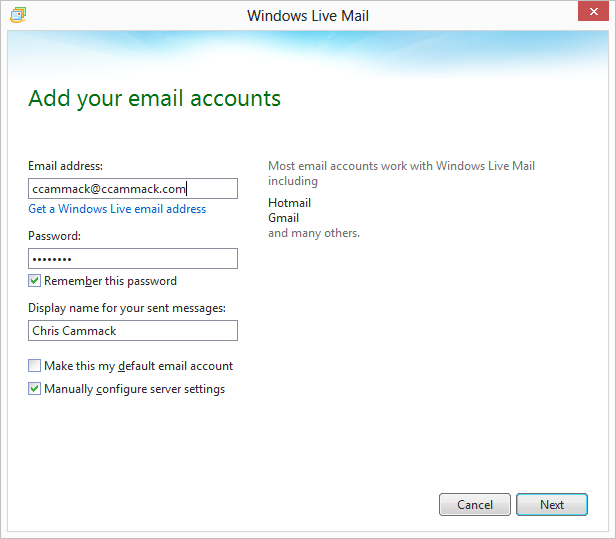 Windows Live Mail
Add your email accounts
Email address:
ccammack@ccammack.com
Get a Windows Live email address
Password:
••••••••
Remember this password
Display name for your sent messages:
Chris Cammack
Make this my default email account
Manually configure server settings
Most email accounts work with Windows Live Mail
including
Hotmail
Gmail
and many others.
Cancel
Next